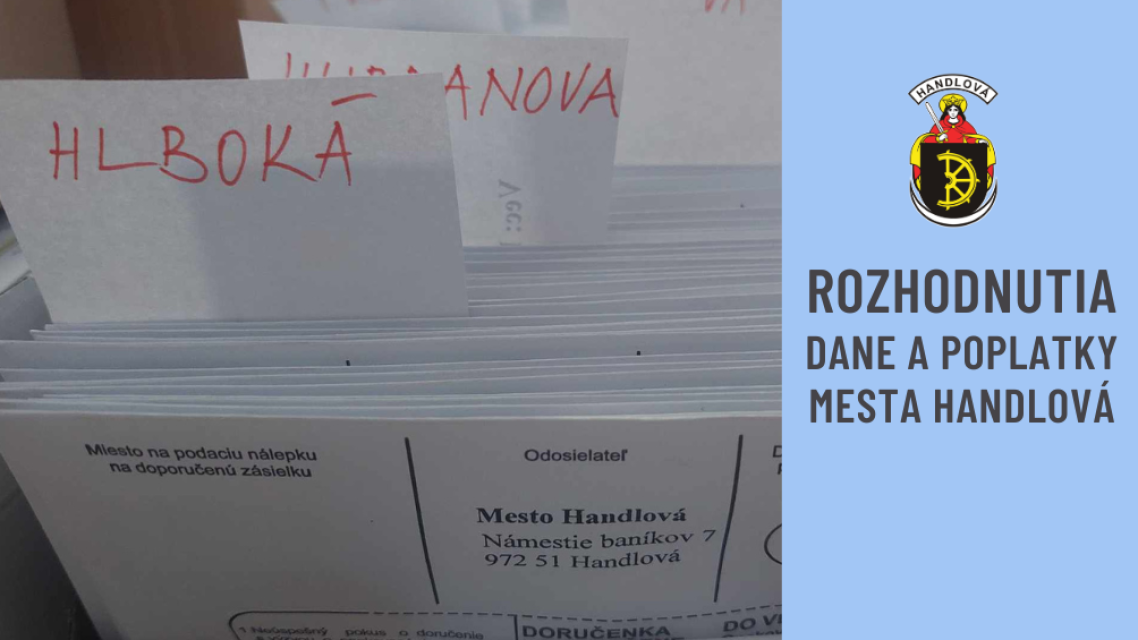 HLBOKÁ
Miesto na podaciu nálepku
na doporučenú zásielku
Odosielateľ
Mesto Handlová
Námestie baníkov 7
972 51 Handlová
DORUČENKA
DO
HANDLOVÁ
ROZHODNUTIA
DANE A POPLATKY
MESTA HANDLOVÁ